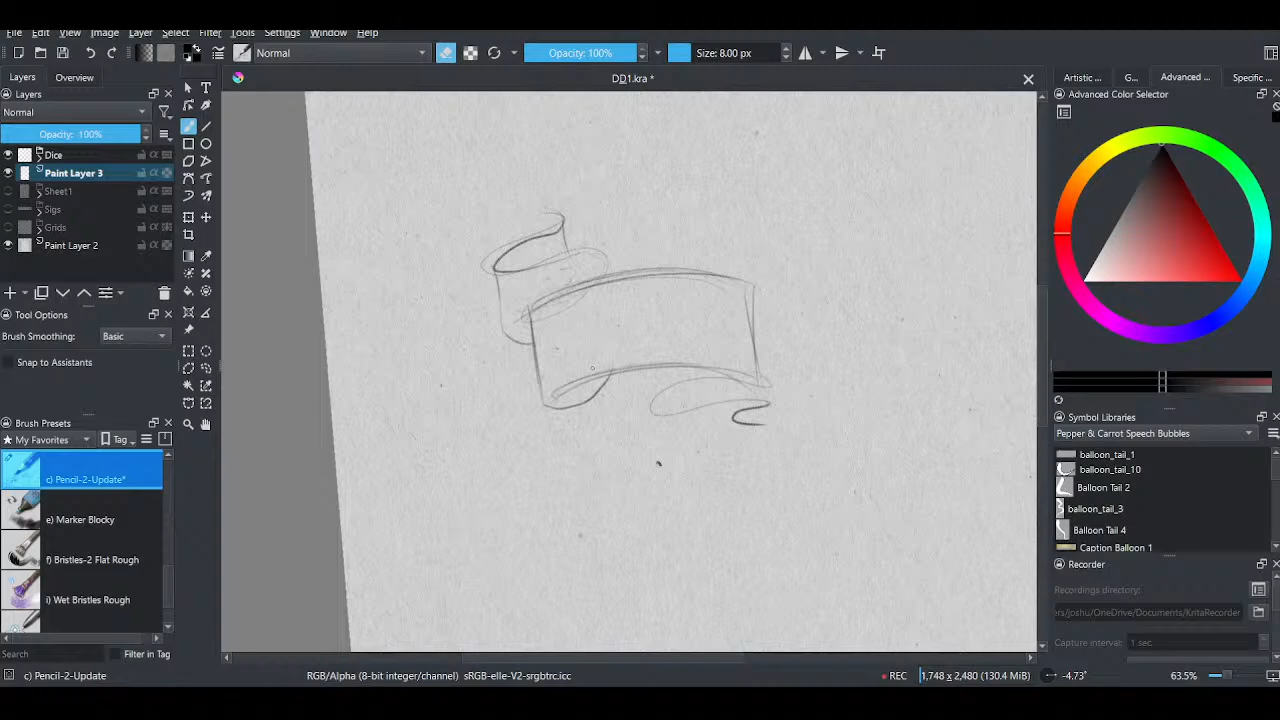 File Edit View Image Layer Select Filter Tools Settings Window Help
Normal Opacity: 100% Size: 8.00 px
Layers Overview DD1.kra * Artistic ... G... Advanced ... Specific ...
Layers Advanced Color Selector
Normal
Opacity: 100%
Dice
Paint Layer 3
Sheet1
Sigs
Grids
Paint Layer 2
Tool Options
Brush Smoothing: Basic
Snap to Assistants
Brush Presets
My Favorites Tag
c) Pencil-2-Update*
e) Marker Blocky
f) Bristles-2 Flat Rough
i) Wet Bristles Rough
Search Filter in Tag
Symbol Libraries
Pepper & Carrot Speech Bubbles
balloon_tail_1
balloon_tail_10
Balloon Tail 2
balloon_tail_3
Balloon Tail 4
Caption Balloon 1
Recorder
Recordings directory:
ers/joshu/OneDrive/Documents/KritaRecorder
Capture interval: 1 sec.
c) Pencil-2-Update RGB/Alpha (8-bit integer/channel) sRGB-elle-V2-srgbtrc.icc REC 1,748 x 2,480 (130.4 MiB) -4.73° 63.5%